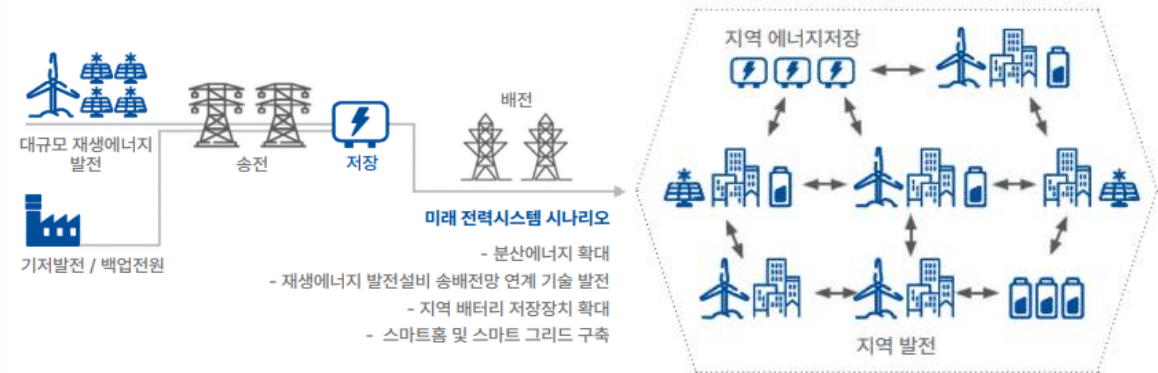 대규모 재생에너지
발전
기저발전 / 백업전원
송전
저장
배전
미래 전력시스템 시나리오
- 분산에너지 확대
- 재생에너지 발전설비 송배전망 연계 기술 발전
- 지역 배터리 저장장치 확대
- 스마트홈 및 스마트 그리드 구축
지역 에너지저장
지역 발전